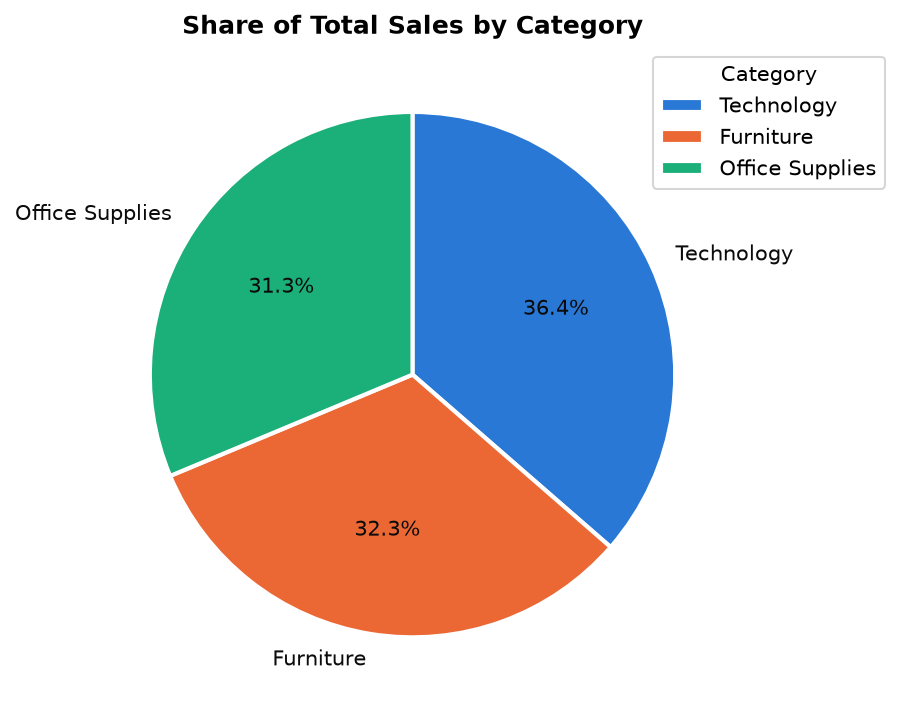 Share of Total Sales by Category
Category
Technology
Furniture
Office Supplies
Office Supplies
Technology
31.3%
36.4%
32.3%
Furniture